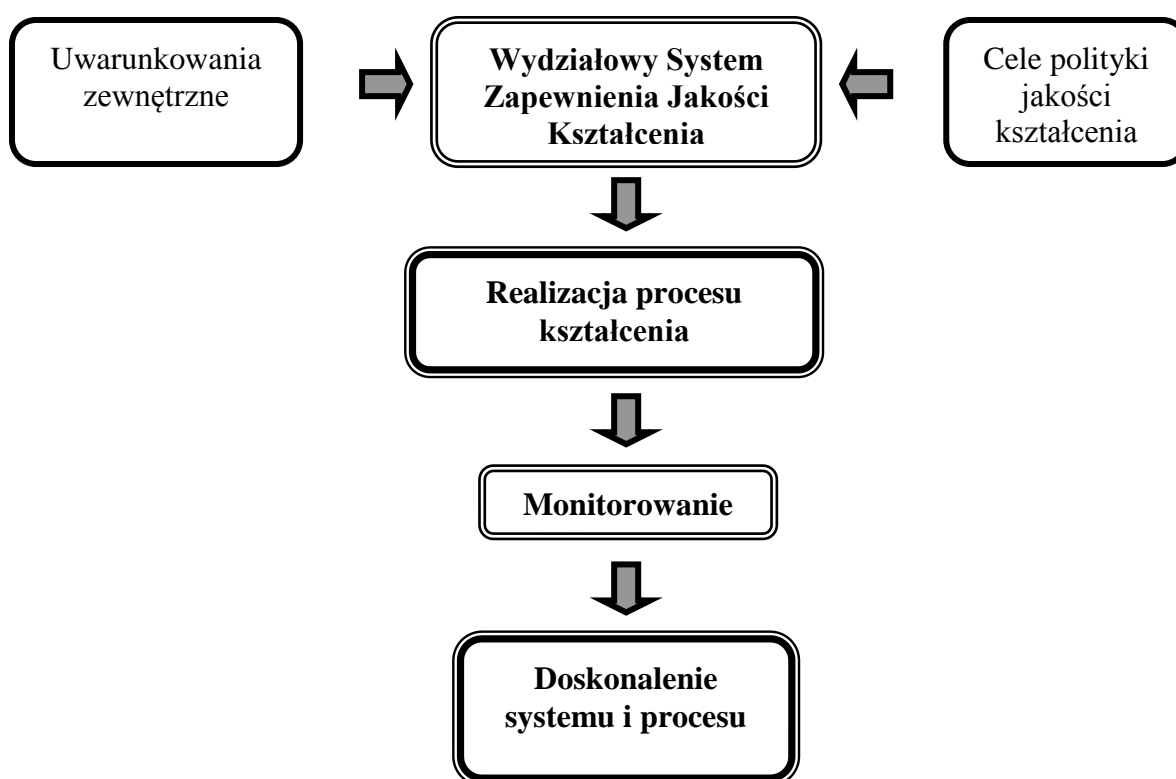 Uwarunkowania
zewnętrzne
Wydziałowy System
Zapewnienia Jakości
Kształcenia
Cele polityki
jakości
kształcenia
Realizacja procesu
kształcenia
Monitorowanie
Doskonalenie
systemu i procesu